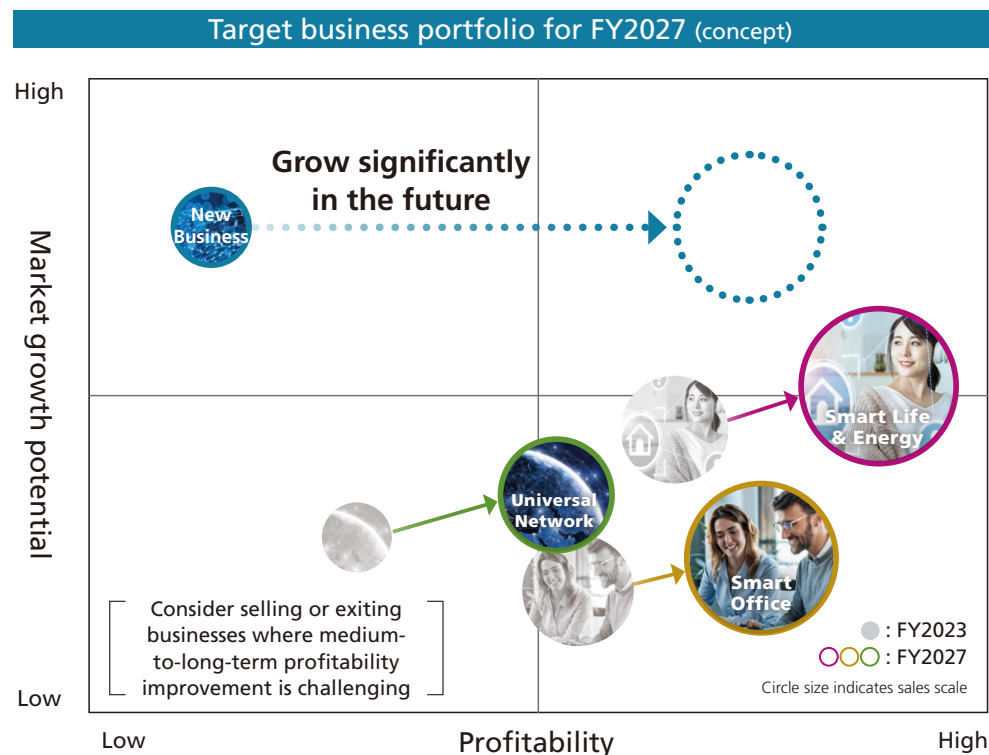 Target business portfolio for FY2027 (concept)
High
Grow significantly
in the future
New
Business
Market growth potential
Smart Life
& Energy
Universal
Network
Smart
Office
Consider selling or exiting
businesses where medium-
to-long-term profitability
improvement is challenging
: FY2023
: FY2027
Circle size indicates sales scale
Low
Low
Profitability
High